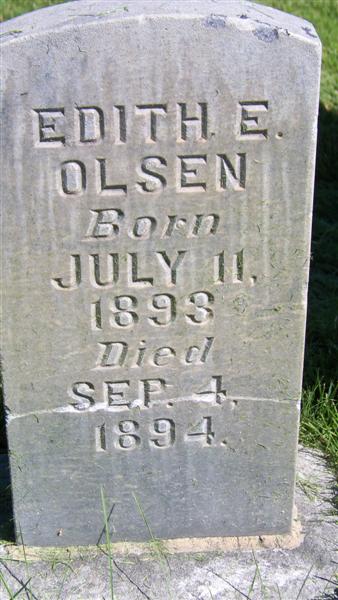 EDITH. E.
OLSEN
Born
JULY 11,
1893
Died
SEP. 4,
1894.